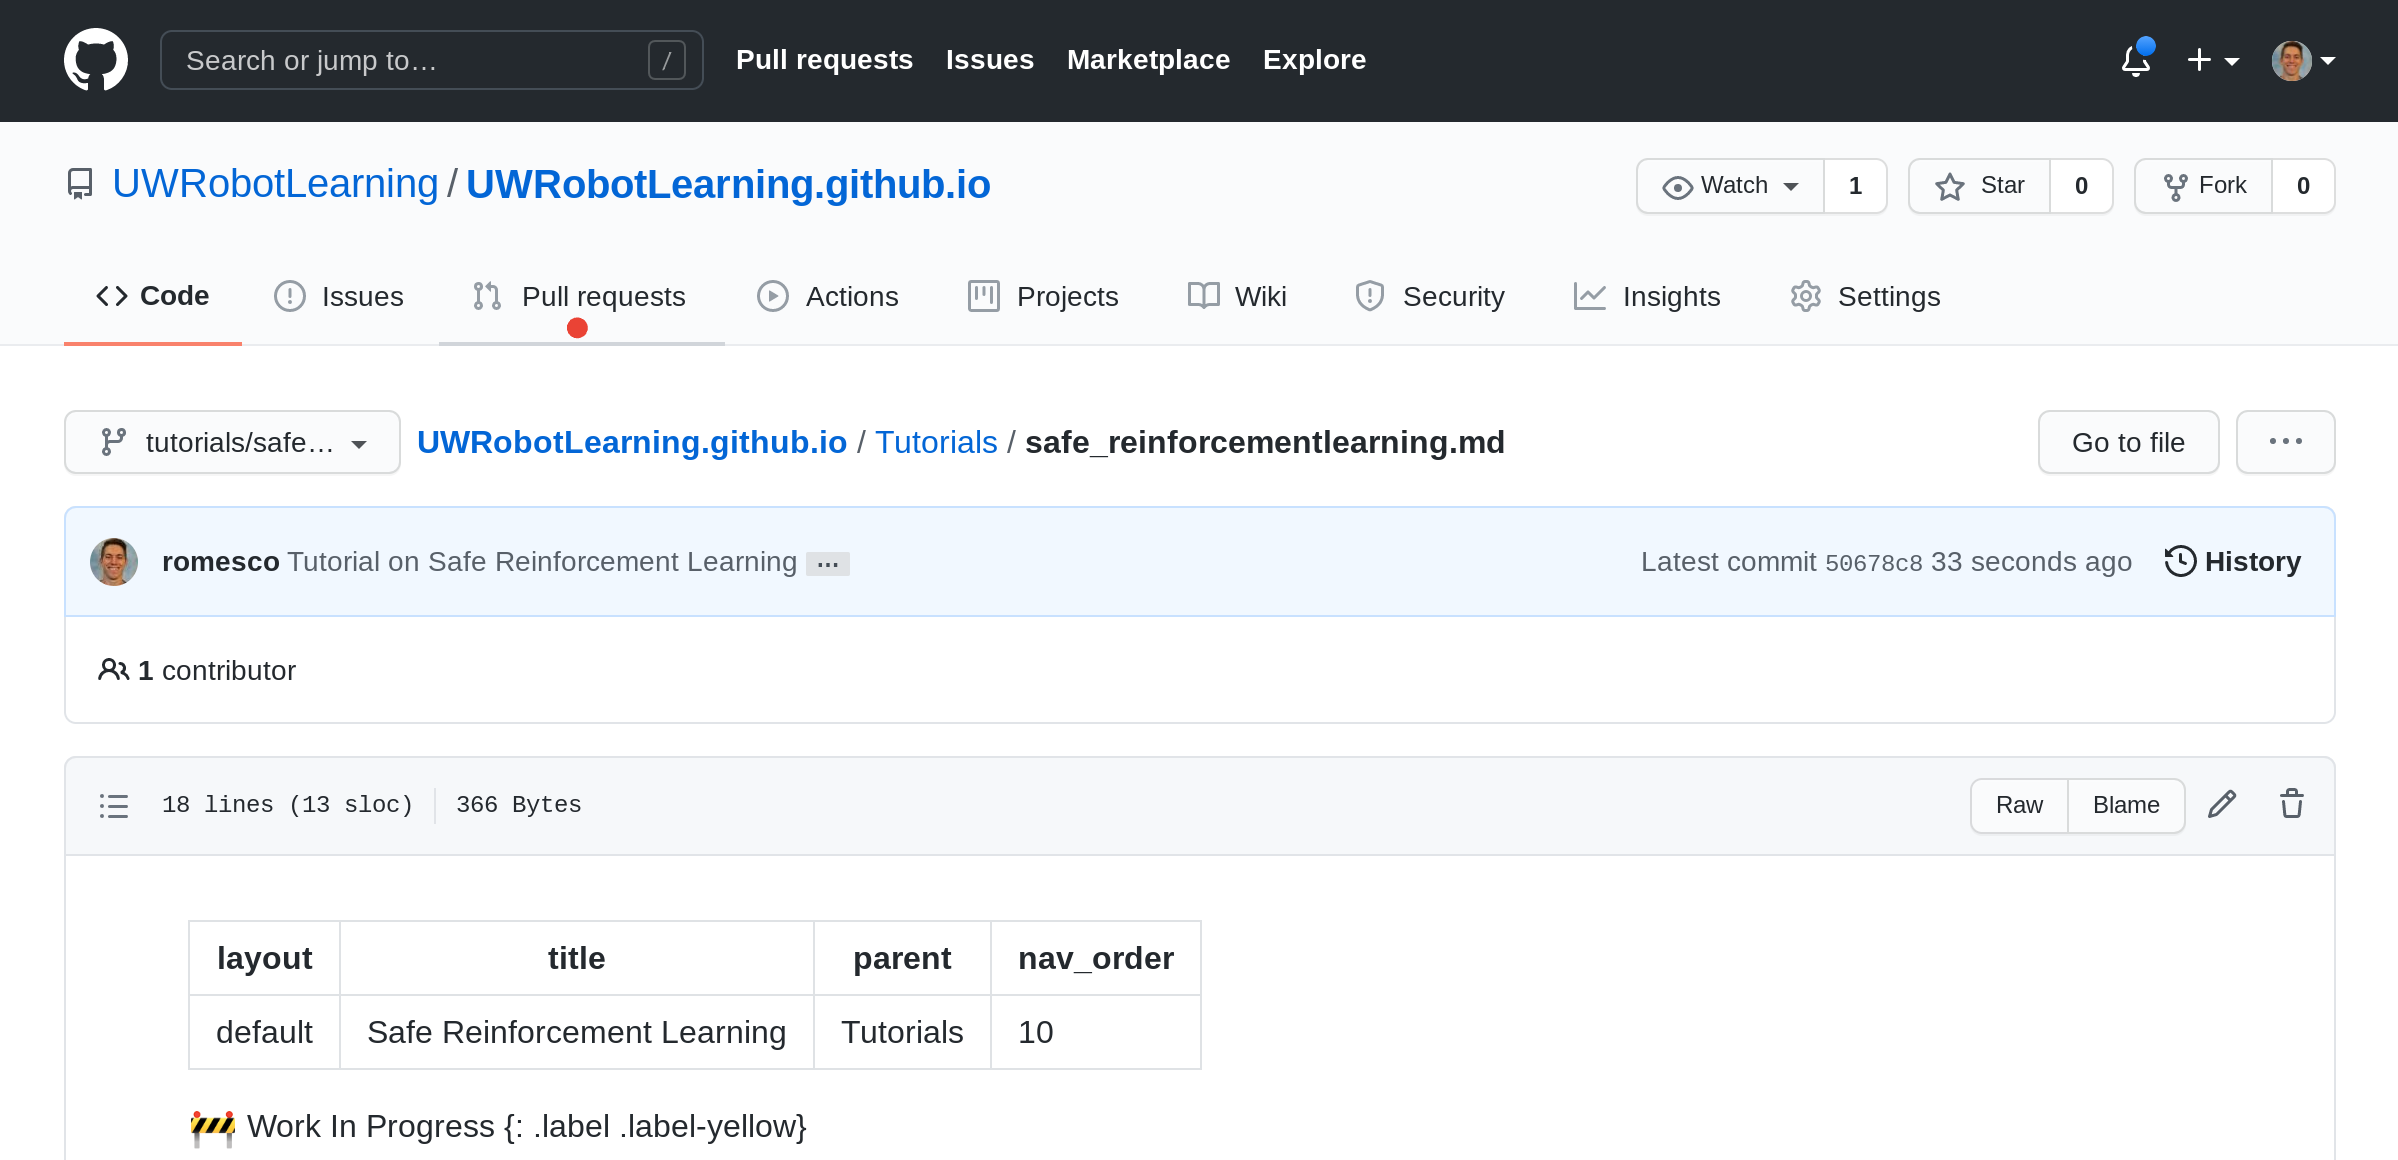 Search or jump to… / Pull requests Issues Marketplace Explore
UWRobotLearning / UWRobotLearning.github.io Watch 1 Star 0 Fork 0
Code Issues Pull requests Actions Projects Wiki Security Insights Settings
tutorials/safe… UWRobotLearning.github.io / Tutorials / safe_reinforcementlearning.md Go to file ...
romesco Tutorial on Safe Reinforcement Learning ... Latest commit 50678c8 33 seconds ago History
1 contributor
18 lines (13 sloc) 366 Bytes Raw Blame
layout title parent nav_order
default Safe Reinforcement Learning Tutorials 10
🚧 Work In Progress {: .label .label-yellow}